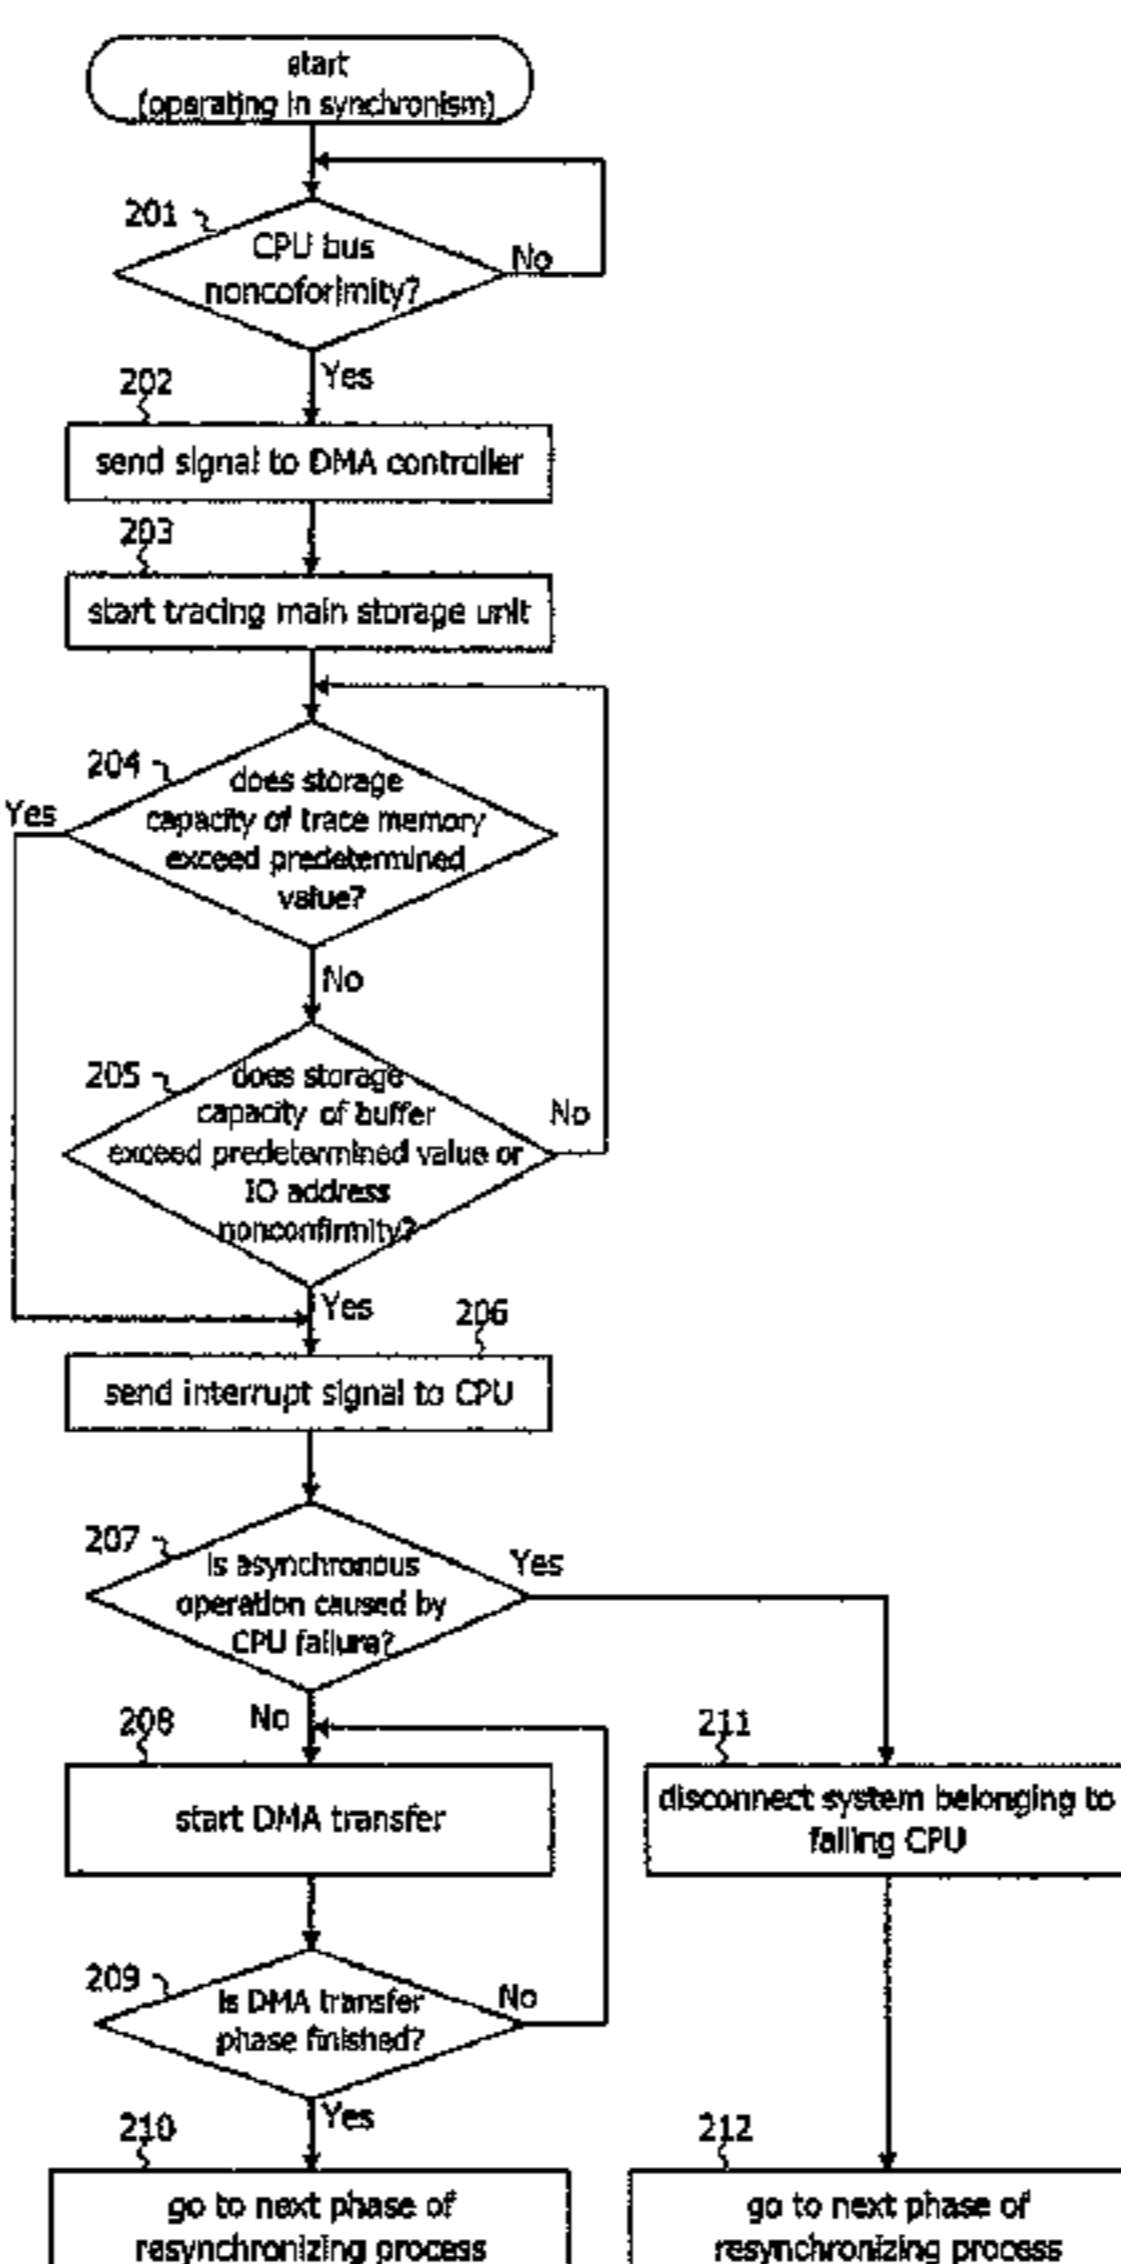 start
(operating in synchronism)
201
CPU bus
noncoforimity?
No
Yes
202
send signal to DMA controller
203
start tracing main storage unit
204
does storage
capacity of trace memory
exceed predetermined
value?
Yes
No
205
does storage
capacity of buffer
exceed predetermined value or
IO address
nonconfirmity?
No
Yes
206
send interrupt signal to CPU
207
is asynchronous
operation caused by
CPU failure?
Yes
No
208
start DMA transfer
211
disconnect system belonging to
failing CPU
209
is DMA transfer
phase finished?
No
Yes
210
go to next phase of
resynchronizing process
212
go to next phase of
resynchronizing process